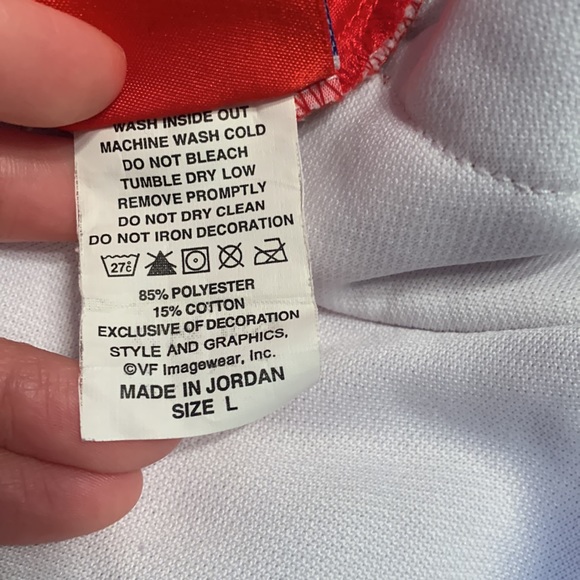 WASH INSIDE OUT
MACHINE WASH COLD
DO NOT BLEACH
TUMBLE DRY LOW
REMOVE PROMPTLY
DO NOT DRY CLEAN
DO NOT IRON DECORATION
27°C
85% POLYESTER
15% COTTON
EXCLUSIVE OF DECORATION
STYLE AND GRAPHICS,
©VF Imagewear, Inc.
MADE IN JORDAN
SIZE L